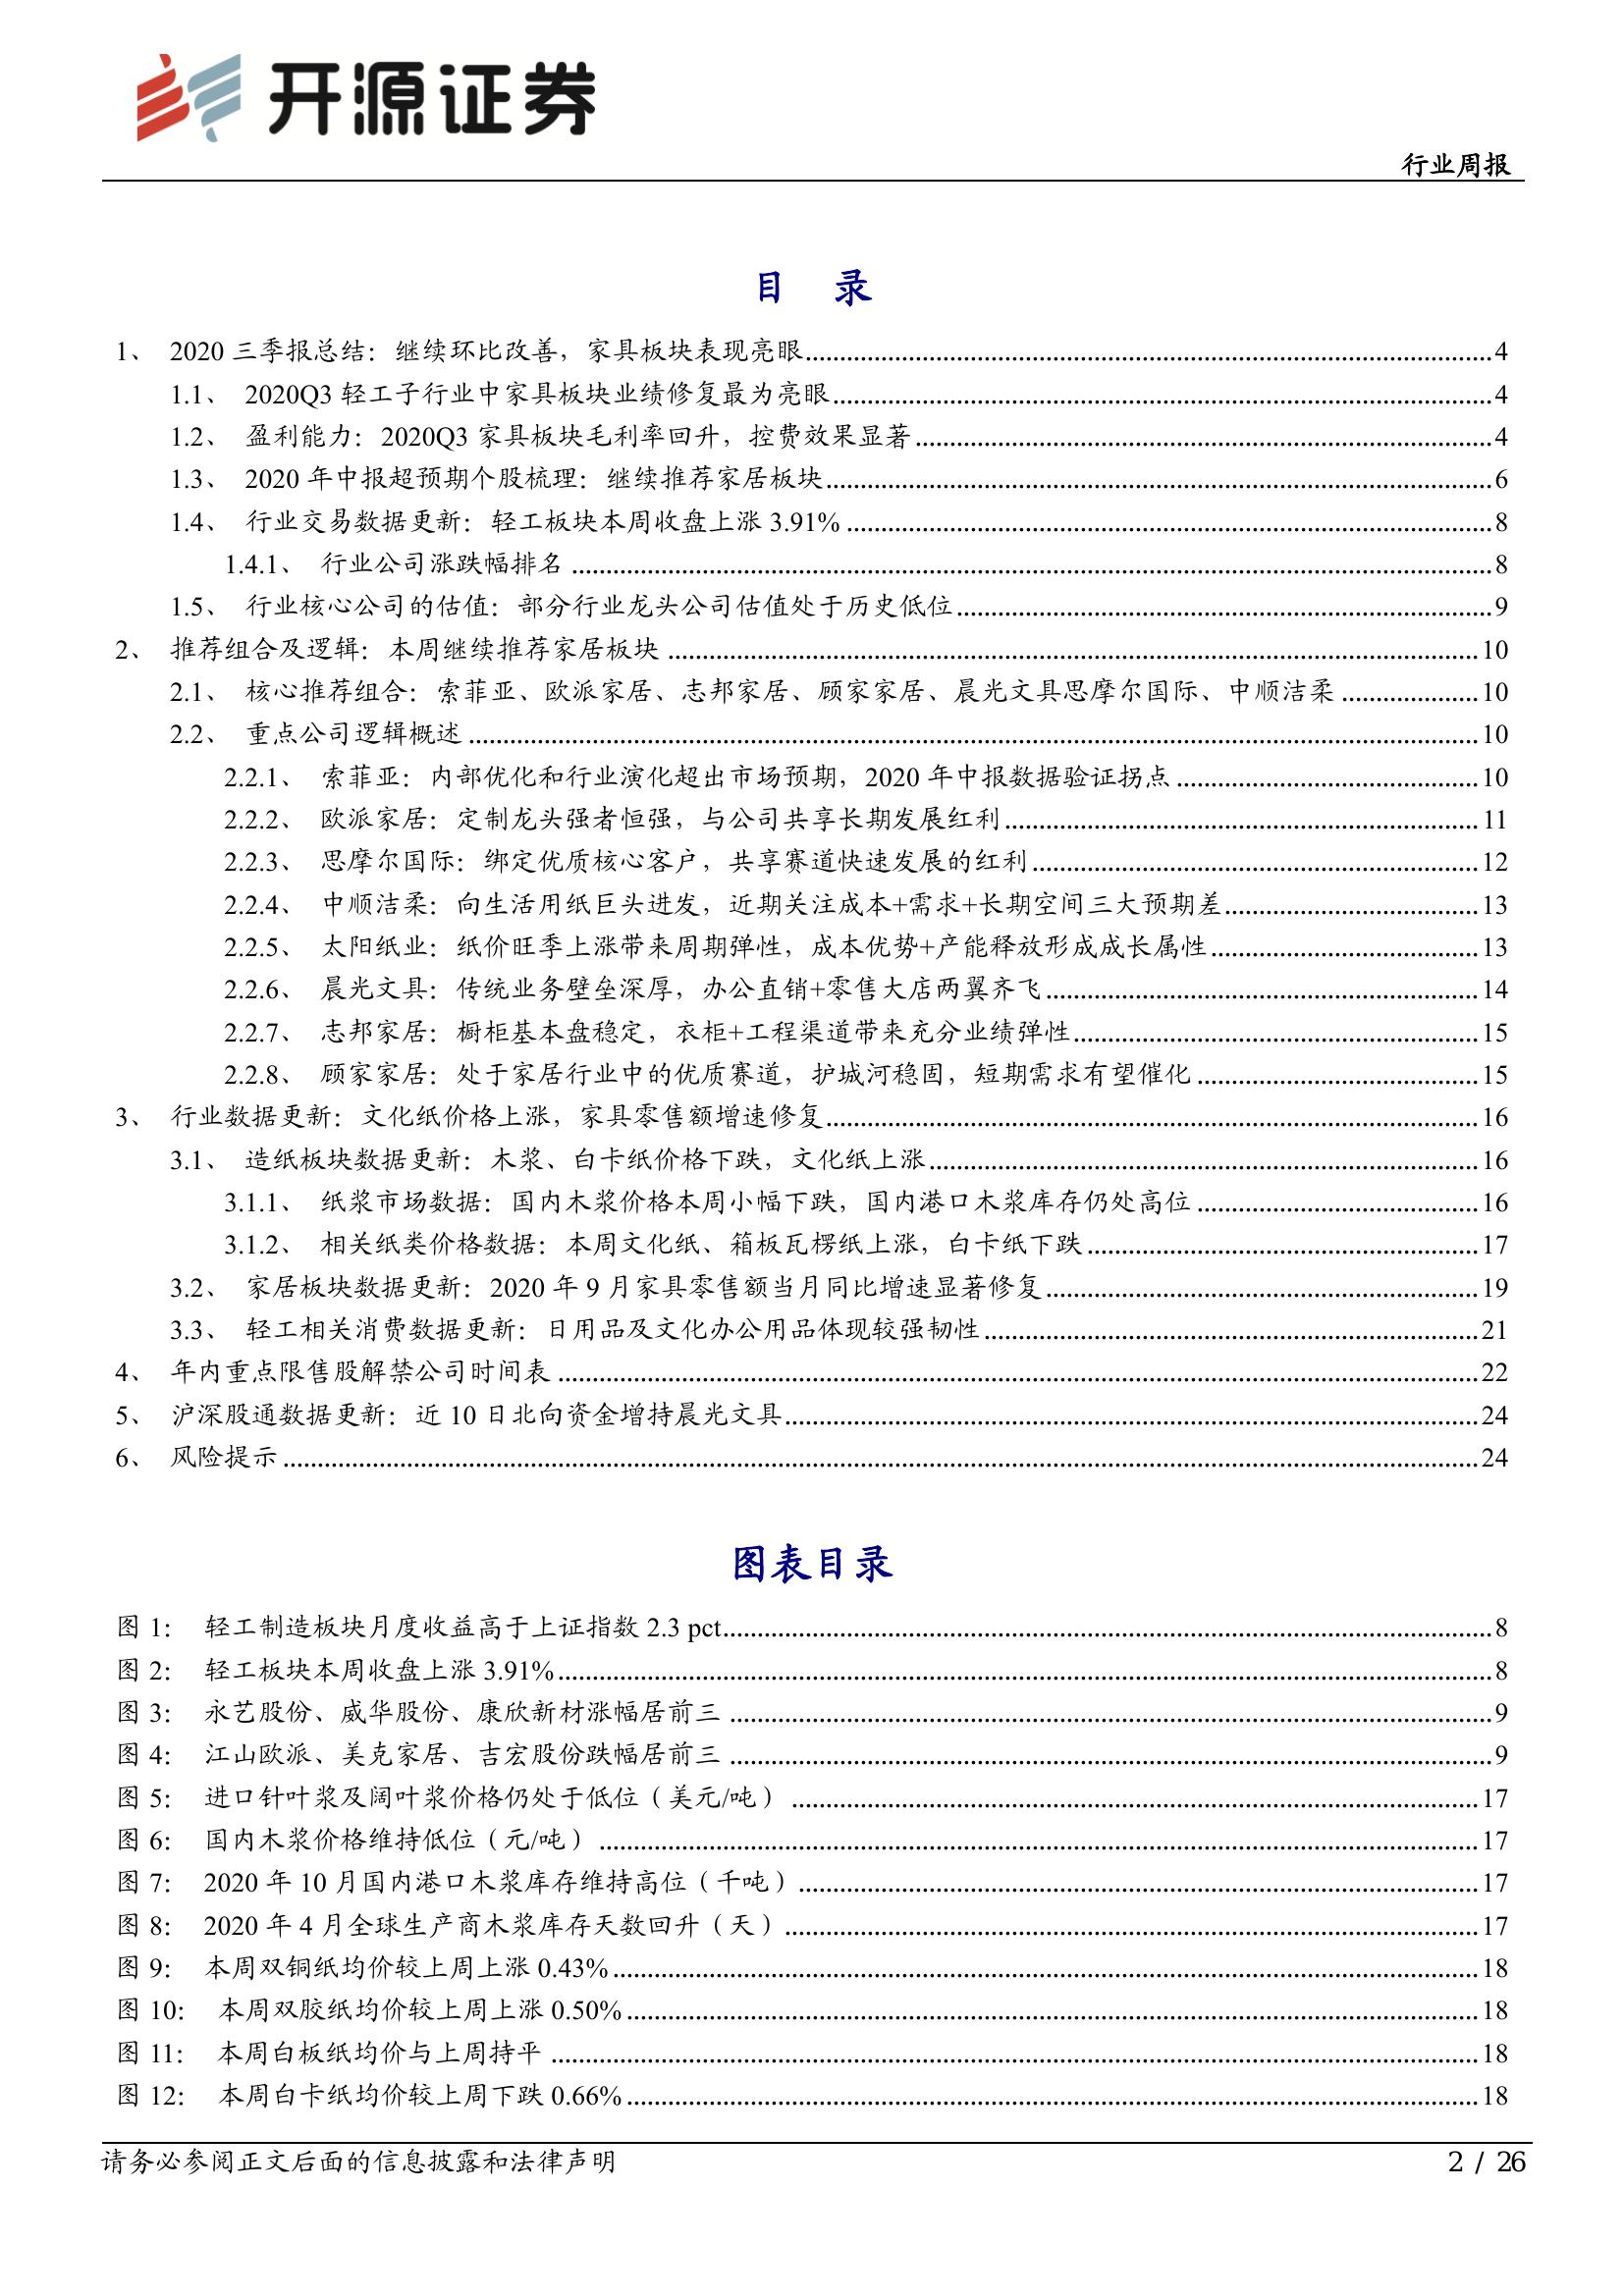 开源证券
行业周报
目 录
1、 2020 三季报总结：继续环比改善，家具板块表现亮眼 4
1.1、 2020Q3 轻工子行业中家具板块业绩修复最为亮眼 4
1.2、 盈利能力：2020Q3 家具板块毛利率回升，控费效果显著 4
1.3、 2020 年中报超预期个股梳理：继续推荐家居板块 6
1.4、 行业交易数据更新：轻工板块本周收盘上涨 3.91% 8
1.4.1、 行业公司涨跌幅排名 8
1.5、 行业核心公司的估值：部分行业龙头公司估值处于历史低位 9
2、 推荐组合及逻辑：本周继续推荐家居板块 10
2.1、 核心推荐组合：索菲亚、欧派家居、志邦家居、顾家家居、晨光文具思摩尔国际、中顺洁柔 10
2.2、 重点公司逻辑概述 10
2.2.1、 索菲亚：内部优化和行业演化超出市场预期，2020 年中报数据验证拐点 10
2.2.2、 欧派家居：定制龙头强者恒强，与公司共享长期发展红利 11
2.2.3、 思摩尔国际：绑定优质核心客户，共享赛道快速发展的红利 12
2.2.4、 中顺洁柔：向生活用纸巨头进发，近期关注成本+需求+长期空间三大预期差 13
2.2.5、 太阳纸业：纸价旺季上涨带来周期弹性，成本优势+产能释放形成成长属性 13
2.2.6、 晨光文具：传统业务壁垒深厚，办公直销+零售大店两翼齐飞 14
2.2.7、 志邦家居：橱柜基本盘稳定，衣柜+工程渠道带来充分业绩弹性 15
2.2.8、 顾家家居：处于家居行业中的优质赛道，护城河稳固，短期需求有望催化 15
3、 行业数据更新：文化纸价格上涨，家具零售额增速修复 16
3.1、 造纸板块数据更新：木浆、白卡纸价格下跌，文化纸上涨 16
3.1.1、 纸浆市场数据：国内木浆价格本周小幅下跌，国内港口木浆库存仍处高位 16
3.1.2、 相关纸类价格数据：本周文化纸、箱板瓦楞纸上涨，白卡纸下跌 17
3.2、 家居板块数据更新：2020 年 9 月家具零售额当月同比增速显著修复 19
3.3、 轻工相关消费数据更新：日用品及文化办公用品体现较强韧性 21
4、 年内重点限售股解禁公司时间表 22
5、 沪深股通数据更新：近 10 日北向资金增持晨光文具 24
6、 风险提示 24
图表目录
图 1： 轻工制造板块月度收益高于上证指数 2.3 pct 8
图 2： 轻工板块本周收盘上涨 3.91% 8
图 3： 永艺股份、威华股份、康欣新材涨幅居前三 9
图 4： 江山欧派、美克家居、吉宏股份跌幅居前三 9
图 5： 进口针叶浆及阔叶浆价格仍处于低位（美元/吨） 17
图 6： 国内木浆价格维持低位（元/吨） 17
图 7： 2020 年 10 月国内港口木浆库存维持高位（千吨） 17
图 8： 2020 年 4 月全球生产商木浆库存天数回升（天） 17
图 9： 本周双铜纸均价较上周上涨 0.43% 18
图 10： 本周双胶纸均价较上周上涨 0.50% 18
图 11： 本周白板纸均价与上周持平 18
图 12： 本周白卡纸均价较上周下跌 0.66% 18
请务必参阅正文后面的信息披露和法律声明 2 / 26